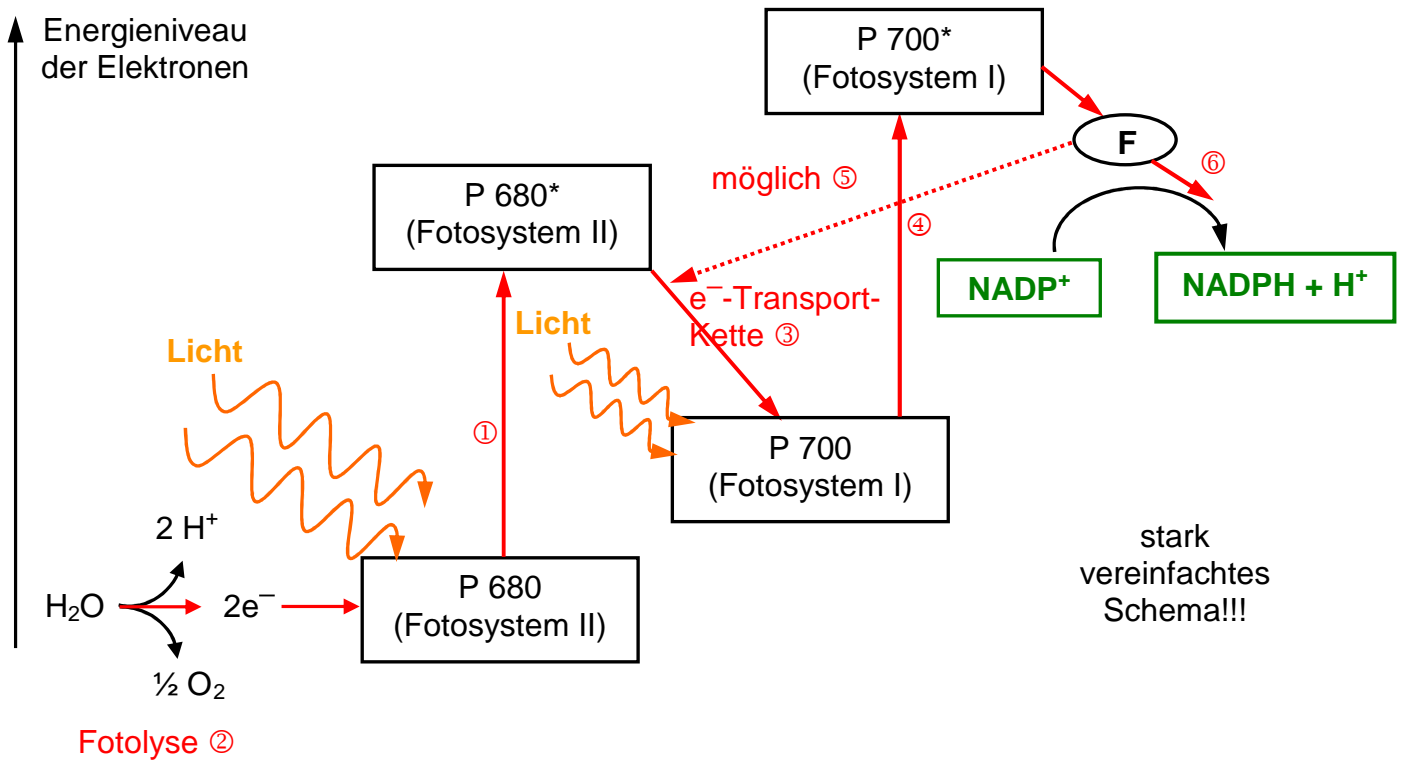 Energieniveau
der Elektronen
P 700*
(Fotosystem I)
F
⑥
möglich ⑤
P 680*
(Fotosystem II)
④
NADP⁺
NADPH + H⁺
e⁻-Transport-
Kette ③
Licht
Licht
①
P 700
(Fotosystem I)
2 H⁺
H₂O
2e⁻
½ O₂
P 680
(Fotosystem II)
Fotolyse ②
stark
vereinfachtes
Schema!!!